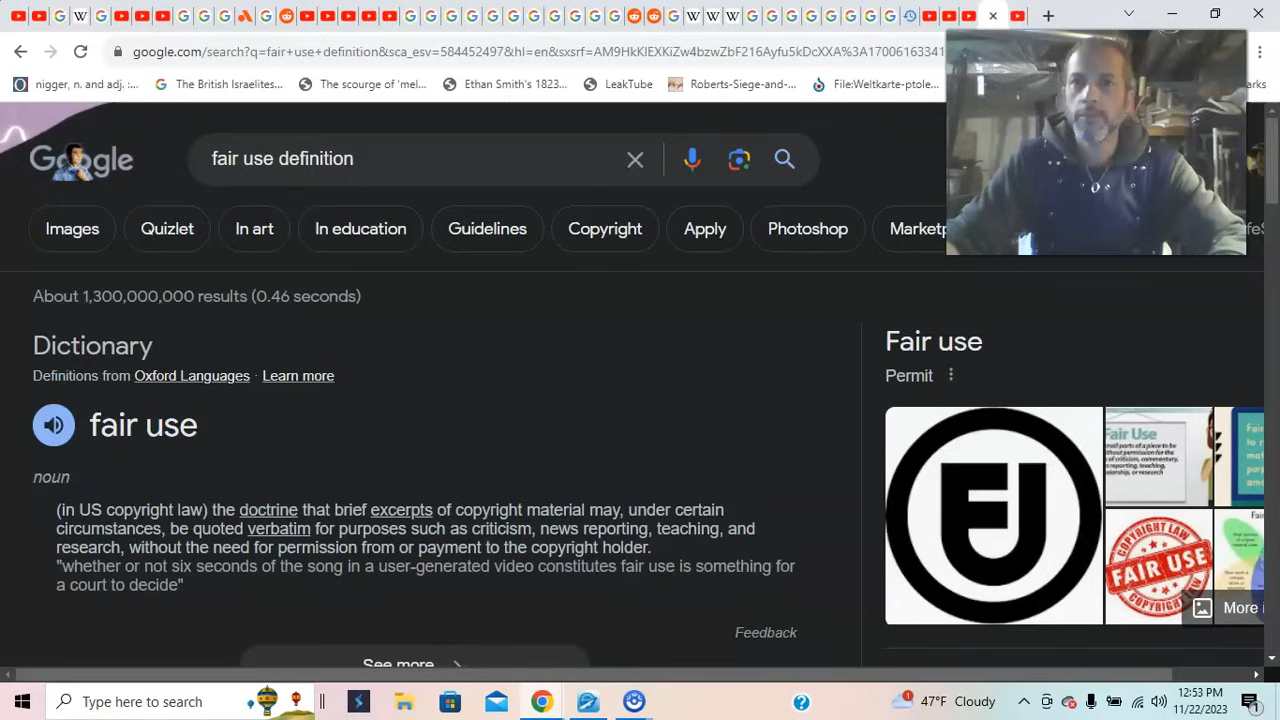 google.com/search?q=fair+use+definition&sca_esv=584452497&hl=en&sxsrf=AM9HkKlEXKiZw4bzwZbF216Ayfu5kDcXXA%3A17006163341
nigger, n. and adj. :... The British Israelites... The scourge of 'mel... Ethan Smith's 1823... LeakTube Roberts-Siege-and-... File:Weltkarte-ptole...
Google
fair use definition
Images Quizlet In art In education Guidelines Copyright Apply Photoshop Marketp
About 1,300,000,000 results (0.46 seconds)
Dictionary
Definitions from Oxford Languages · Learn more
fair use
noun
(in US copyright law) the doctrine that brief excerpts of copyright material may, under certain
circumstances, be quoted verbatim for purposes such as criticism, news reporting, teaching, and
research, without the need for permission from or payment to the copyright holder.
"whether or not six seconds of the song in a user-generated video constitutes fair use is something for
a court to decide"
Feedback
See more
Fair use
Permit
Fair Use
COPYRIGHT LAW
FAIR USE
More i
Type here to search
47°F Cloudy
12:53 PM
11/22/2023